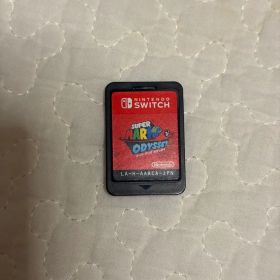 NINTENDO
SWITCH
SUPER
MARIO
ODYSSEY
Nintendo
LA-H-AAACA-JPN